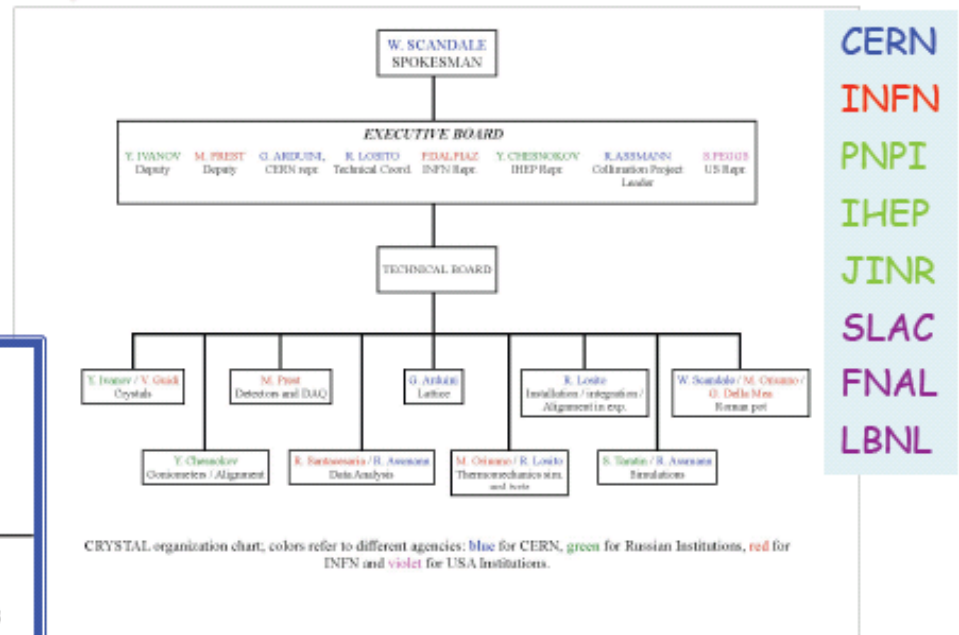 W. SCANDALE
SPOKESMAN
EXECUTIVE BOARD
Y. IVANOV M. PREST G. ARDUINI, R. LOSITO P.DALPIAZ Y. CHESNOKOV R.ASSMANN S.PEGGS
Deputy Deputy CERN repr. Technical Coord. INFN Repr. IHEP Repr. Collimation Project US Repr.
Leader
TECHNICAL BOARD
Y. Ivanov / V. Guidi
Crystals
M. Prest
Detectors and DAQ
G. Arduini
Lattice
R. Losito
Installation / integration /
Alignment in exp.
W. Scandale / M. Oriunno /
G. Della Mea
Roman pot
Y. Chesnokov
Goniometers / Alignment
R. Santacesaria / R. Assmann
Data Analysis
M. Oriunno / R. Losito
Thermomechanics sim.
and tests
S. / R. Assmann
Simulations
CRYSTAL organization chart; colors refer to different agencies: blue for CERN, green for Russian Institutions, red for
INFN and violet for USA Institutions.
CERN
INFN
PNPI
IHEP
JINR
SLAC
FNAL
LBNL